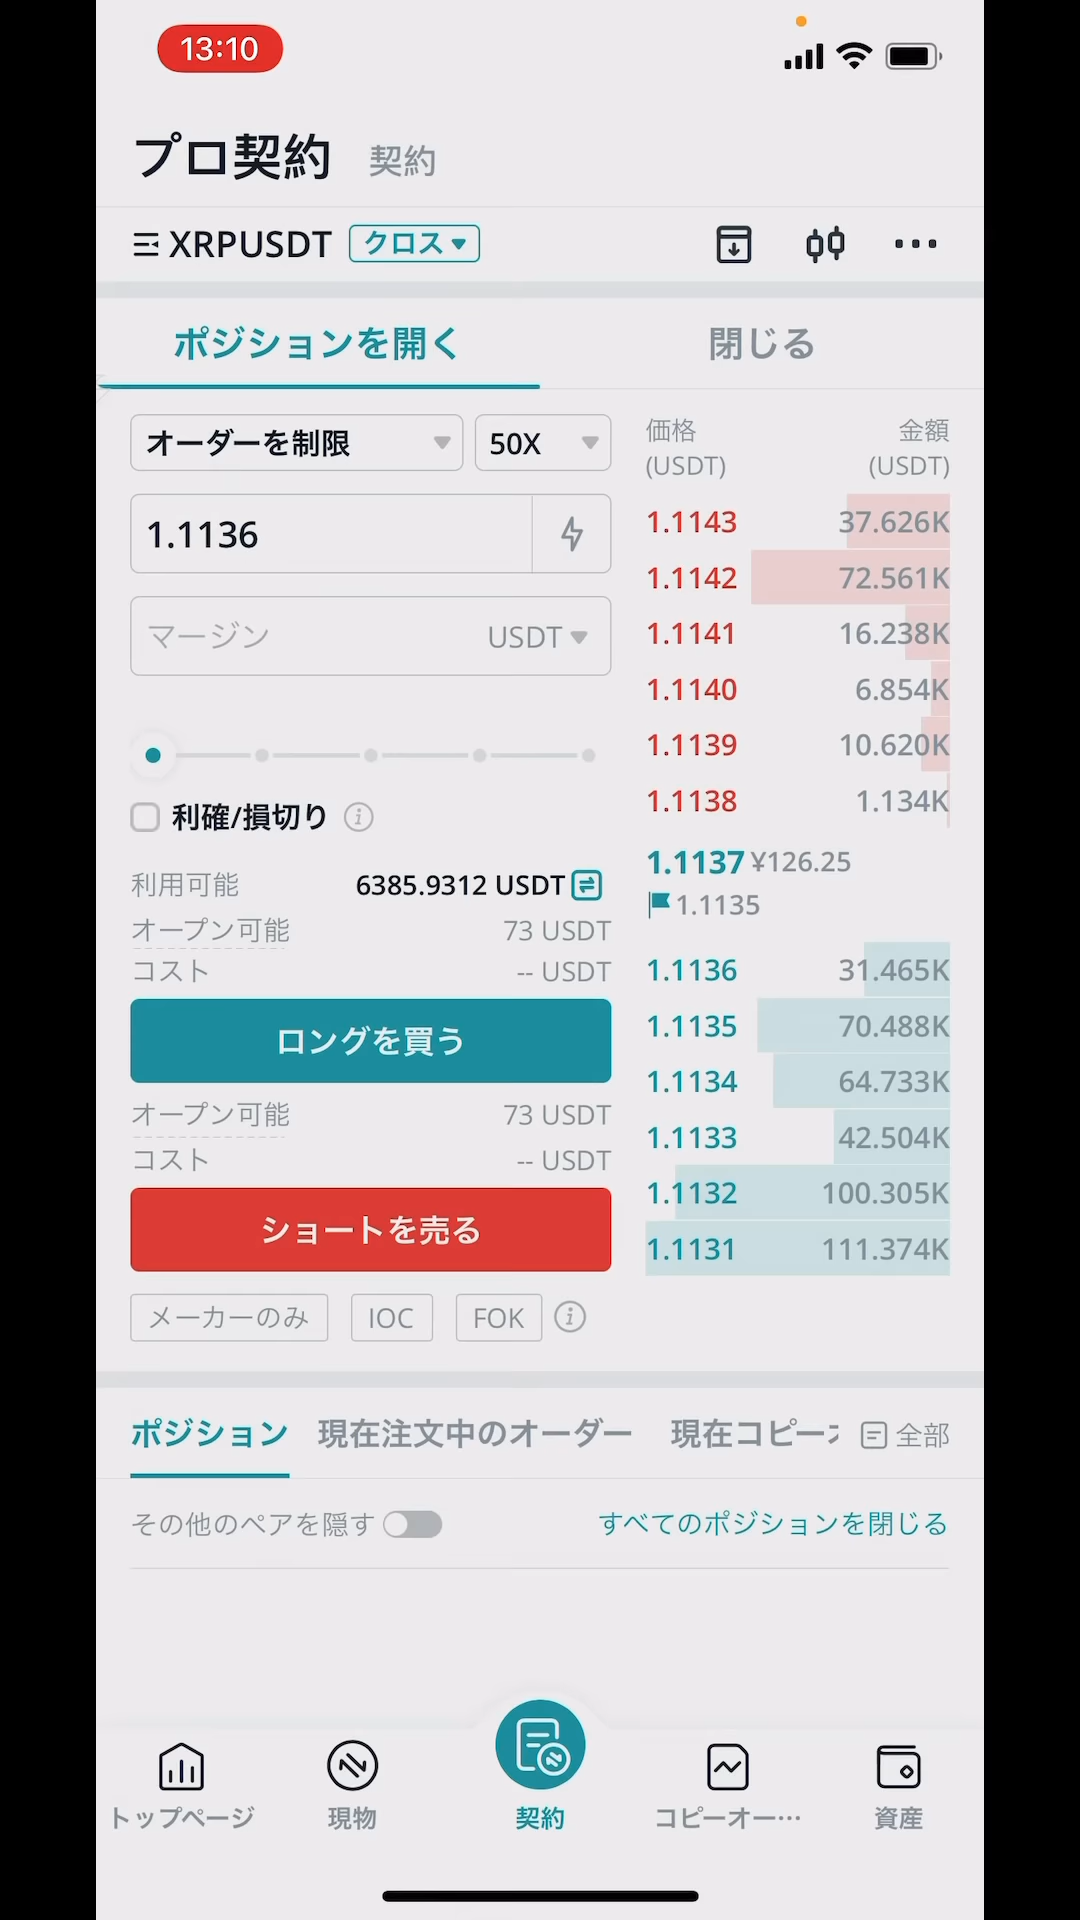 13:10
プロ契約 契約
XRPUSDT クロス
ポジションを開く 閉じる
オーダーを制限 50X
価格 金額
(USDT) (USDT)
1.1136
マージン USDT
1.1143 37.626K
1.1142 72.561K
1.1141 16.238K
1.1140 6.854K
1.1139 10.620K
1.1138 1.134K
利確/損切り
1.1137 ¥126.25
1.1135
利用可能 6385.9312 USDT
オープン可能 73 USDT
コスト -- USDT
ロングを買う
オープン可能 73 USDT
コスト -- USDT
ショートを売る
1.1136 31.465K
1.1135 70.488K
1.1134 64.733K
1.1133 42.504K
1.1132 100.305K
1.1131 111.374K
メーカーのみ IOC FOK
ポジション 現在注文中のオーダー 現在コピー 全部
その他のペアを隠す すべてのポジションを閉じる
トップページ 現物 契約 コピーオー… 資産